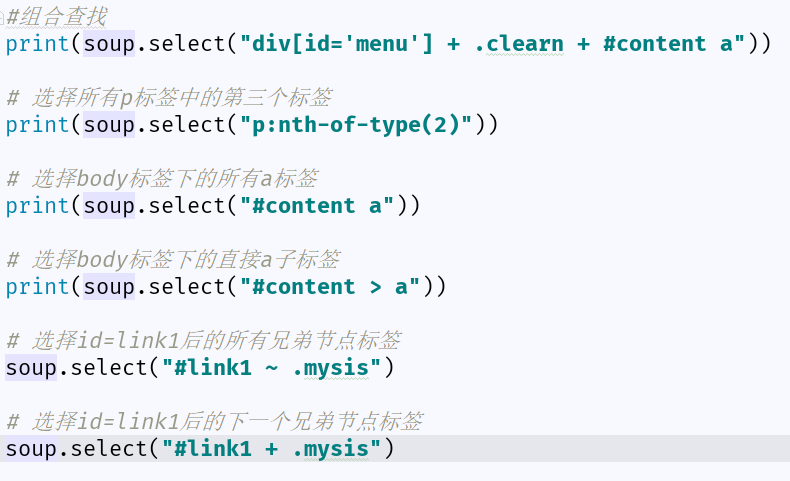 #组合查找
print(soup.select("div[id='menu'] + .clearn + #content a"))
# 选择所有p标签中的第三个标签
print(soup.select("p:nth-of-type(2)"))
# 选择body标签下的所有a标签
print(soup.select("#content a"))
# 选择body标签下的直接a子标签
print(soup.select("#content > a"))
# 选择id=link1后的所有兄弟节点标签
soup.select("#link1 ~ .mysis")
# 选择id=link1后的下一个兄弟节点标签
soup.select("#link1 + .mysis")